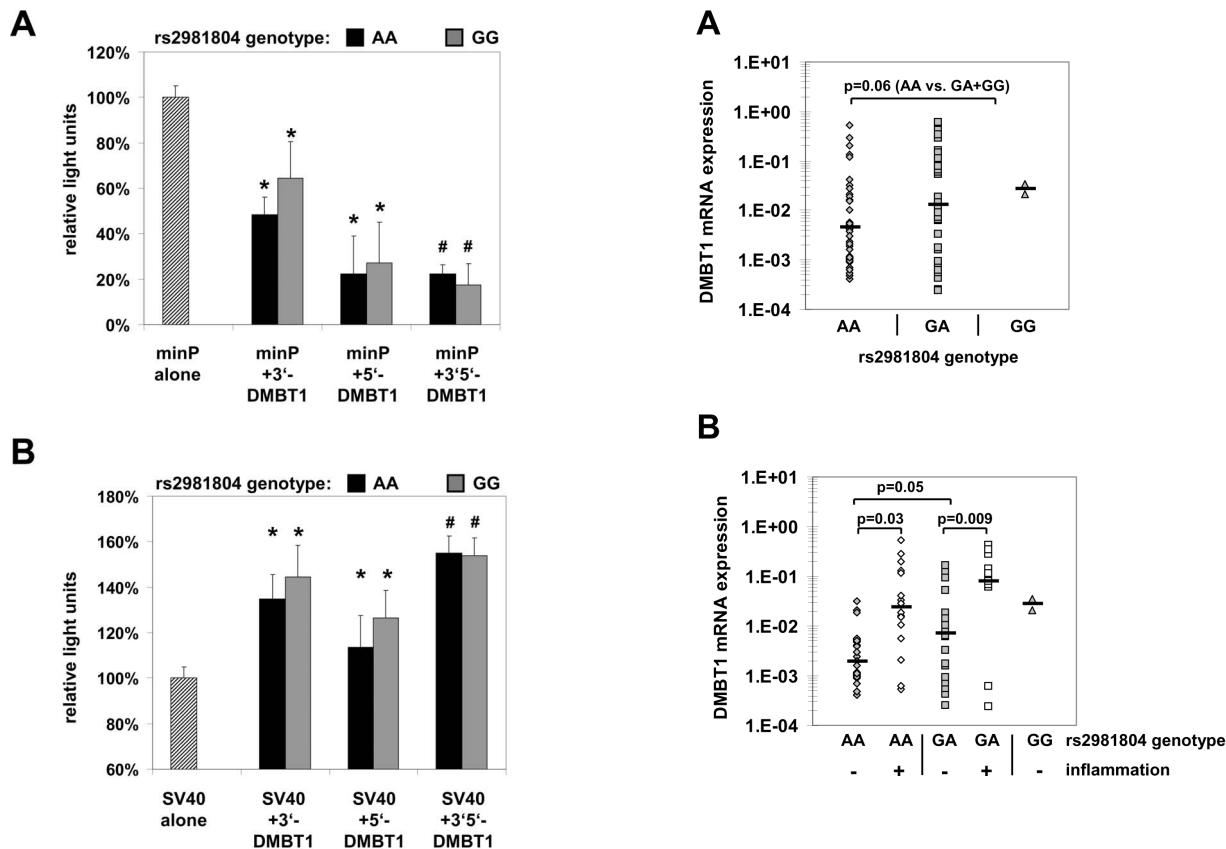 A
rs2981804 genotype: AA GG
120%
100%
80%
60%
40%
20%
0%
relative light units
* * * * # #
minP alone
minP +3‘-DMBT1
minP +5‘-DMBT1
minP +3‘5‘-DMBT1
B
rs2981804 genotype: AA GG
180%
160%
140%
120%
100%
80%
60%
relative light units
* * * * # #
SV40 alone
SV40 +3‘-DMBT1
SV40 +5‘-DMBT1
SV40 +3‘5‘-DMBT1
A
1.E+01
1.E+00
1.E-01
1.E-02
1.E-03
1.E-04
DMBT1 mRNA expression
p=0.06 (AA vs. GA+GG)
AA | GA | GG
rs2981804 genotype
B
1.E+01
1.E+00
1.E-01
1.E-02
1.E-03
1.E-04
DMBT1 mRNA expression
p=0.05
p=0.03 p=0.009
AA AA GA GA GG rs2981804 genotype
- + - + - inflammation